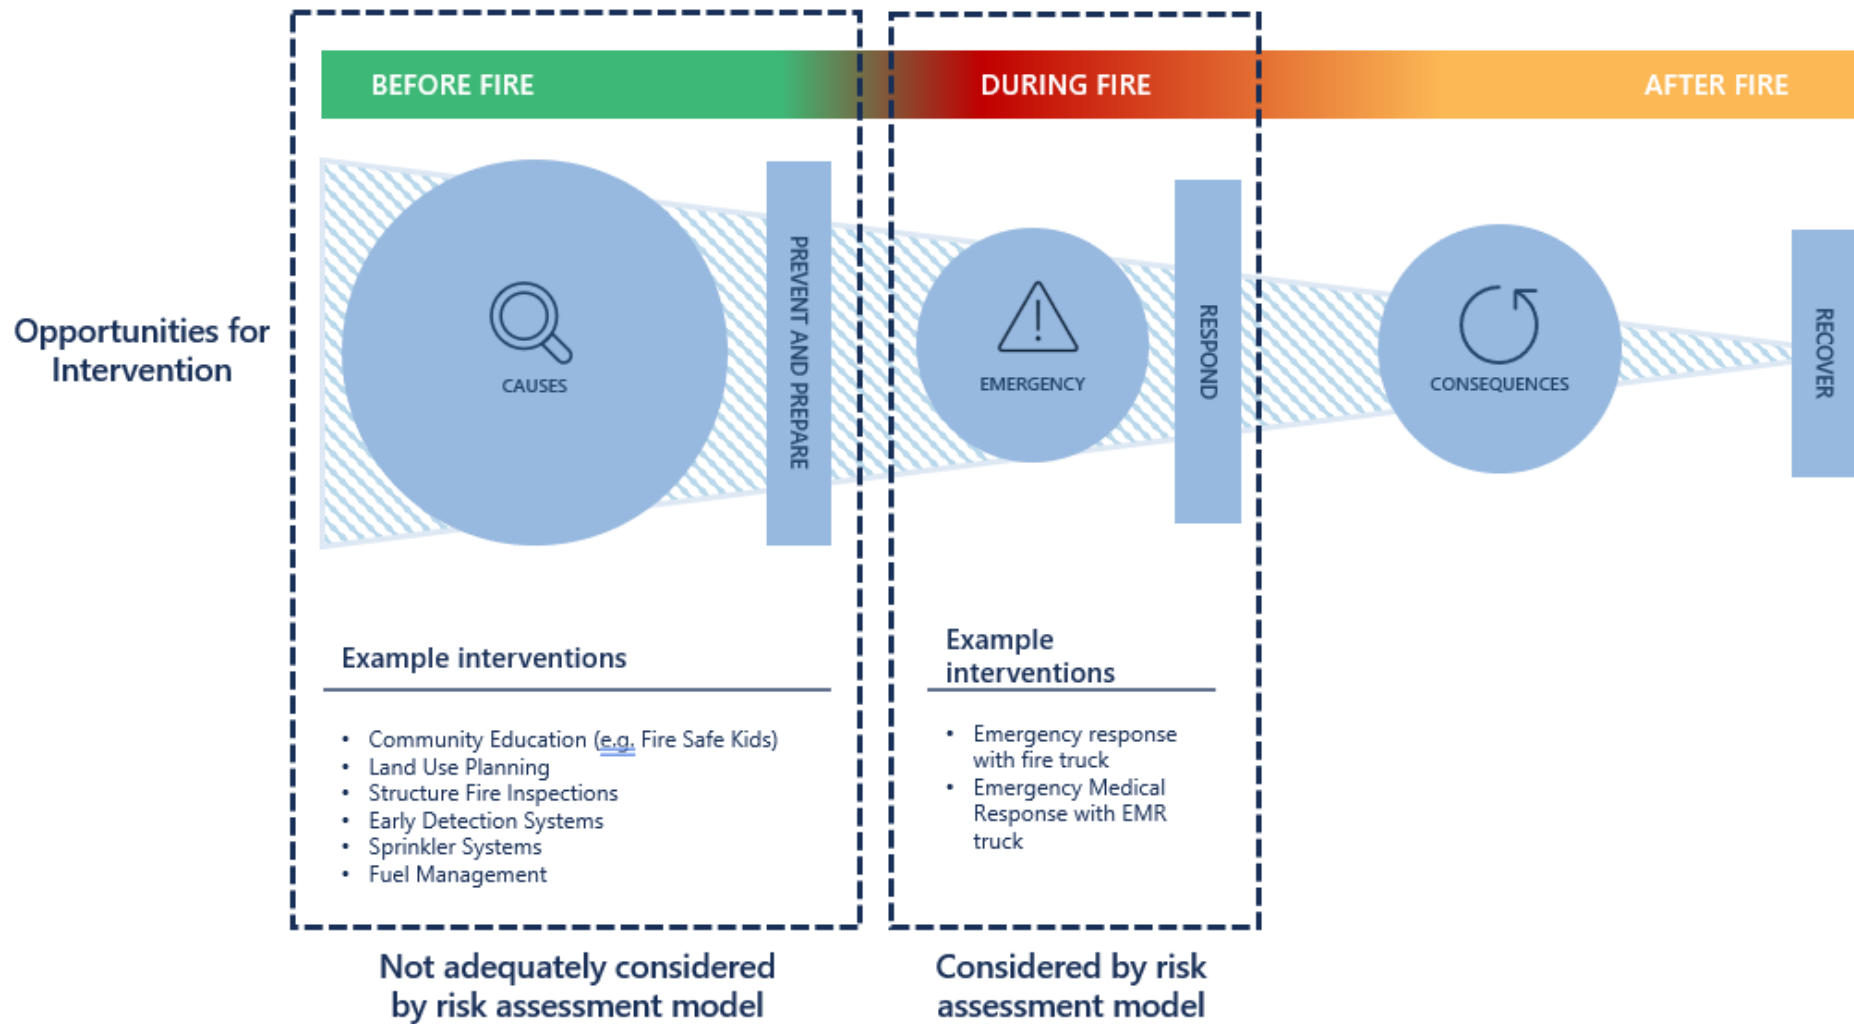 BEFORE FIRE
DURING FIRE
AFTER FIRE
Opportunities for
Intervention
CAUSES
PREVENT AND PREPARE
EMERGENCY
RESPOND
CONSEQUENCES
RECOVER
Example interventions
• Community Education (e.g. Fire Safe Kids)
• Land Use Planning
• Structure Fire Inspections
• Early Detection Systems
• Sprinkler Systems
• Fuel Management
Example
interventions
• Emergency response
with fire truck
• Emergency Medical
Response with EMR
truck
Not adequately considered
by risk assessment model
Considered by risk
assessment model